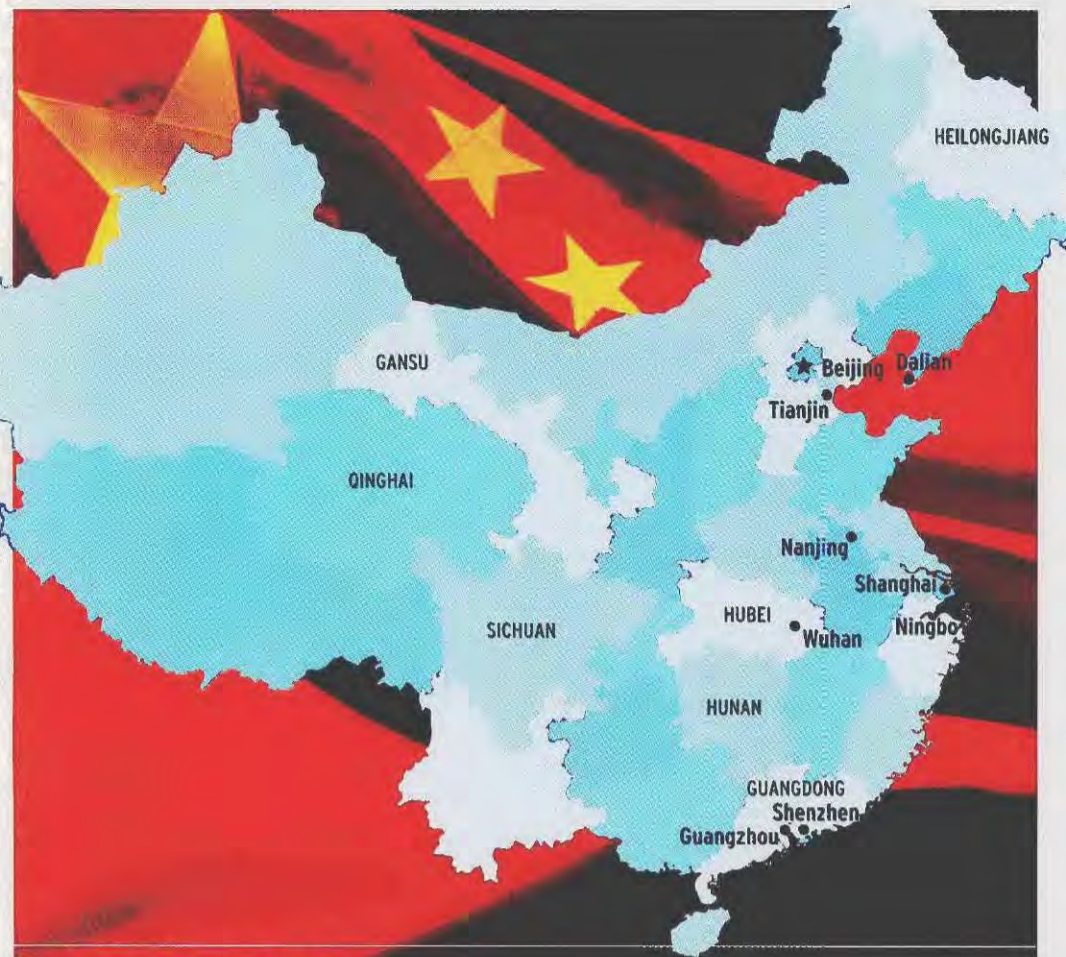 HEILONGJIANG
GANSU
Beijing
Dalian
Tianjin
QINGHAI
Nanjing
Shanghai
HUBEI
Ningbo
SICHUAN
Wuhan
HUNAN
GUANGDONG
Shenzhen
Guangzhou